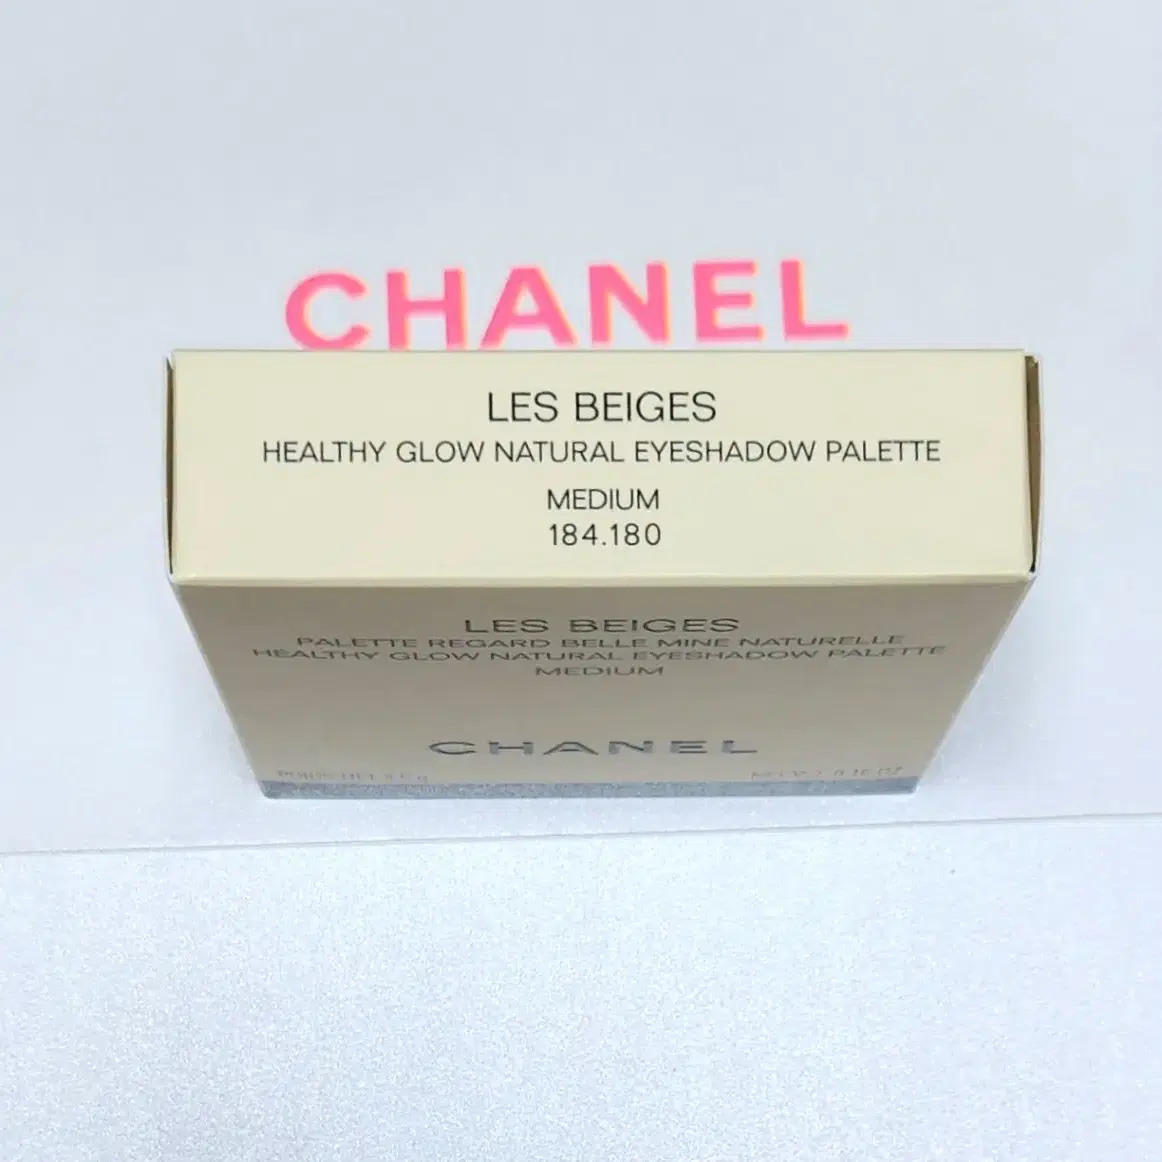 CHANEL
LES BEIGES
HEALTHY GLOW NATURAL EYESHADOW PALETTE
MEDIUM
184.180
LES BEIGES
PALETTE REGARD BELLE MINE NATURELLE
HEALTHY GLOW NATURAL EYESHADOW PALETTE
MEDIUM
CHANEL